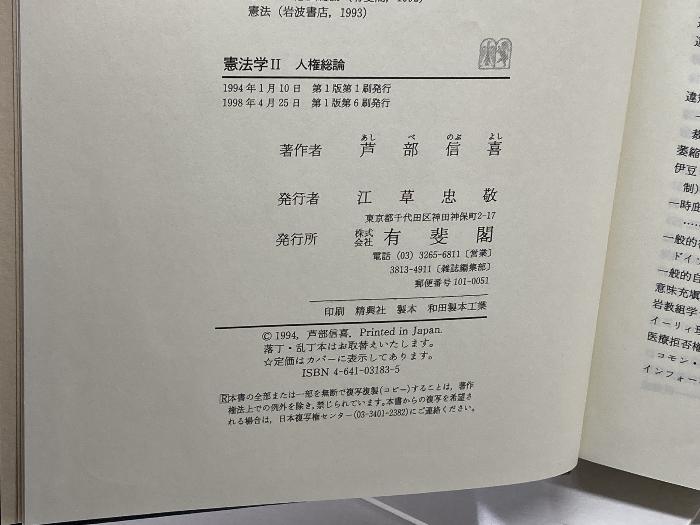 憲法(岩波書店，1993)
憲法学II 人権総論
1994年1月10日 第1版第1刷発行
1998年4月25日 第1版第6刷発行
あし べ のぶ よし
著作者 芦部信喜
発行者 江草忠敬
東京都千代田区神田神保町2-17
発行所 株式会社 有斐閣
電話 (03) 3265-6811〔営業〕
3813-4911〔雑誌編集部〕
郵便番号 101-0051
印刷 精興社 製本 和田製本工業
© 1994, 芦部信喜. Printed in Japan.
落丁・乱丁本はお取替えいたします。
☆定価はカバーに表示してあります。
ISBN 4-641-03183-5
R本書の全部または一部を無断で複写複製(コピー)することは，著作
権法上での例外を除き，禁じられています。本書からの複写を希望さ
れる場合は，日本複写権センター(03-3401-2382)にご連絡ください。
萎縮
伊豆
制)
一時底
……
一般的
ドイッ
一般的自
意味充填
岩教組学
イーリィ理
医療拒否権
コモン・
インフォー